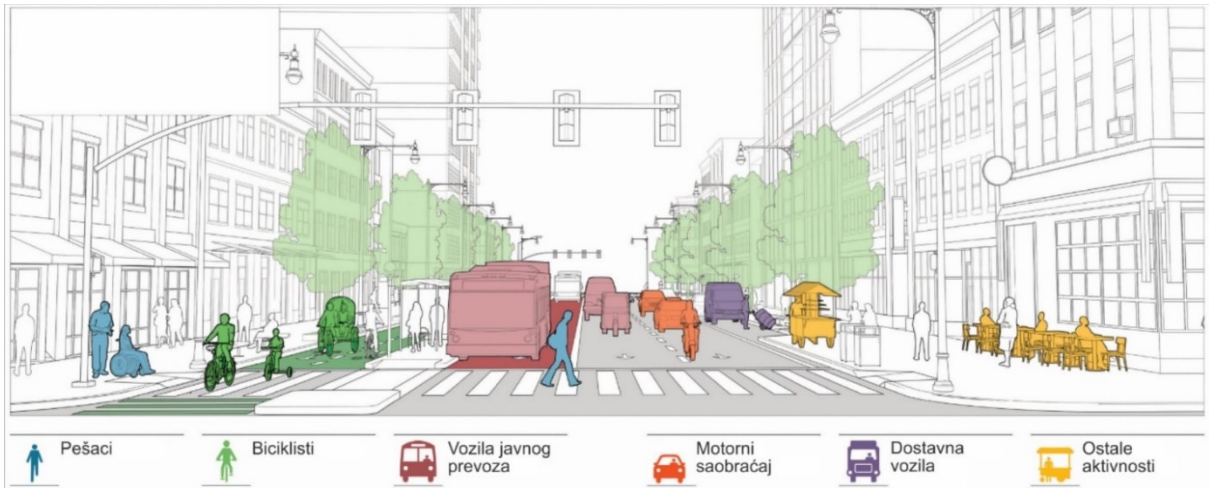 Pešaci
Biciklisti
Vozila javnog
prevoza
Motorni
saobraćaj
Dostavna
vozila
Ostale
aktivnosti